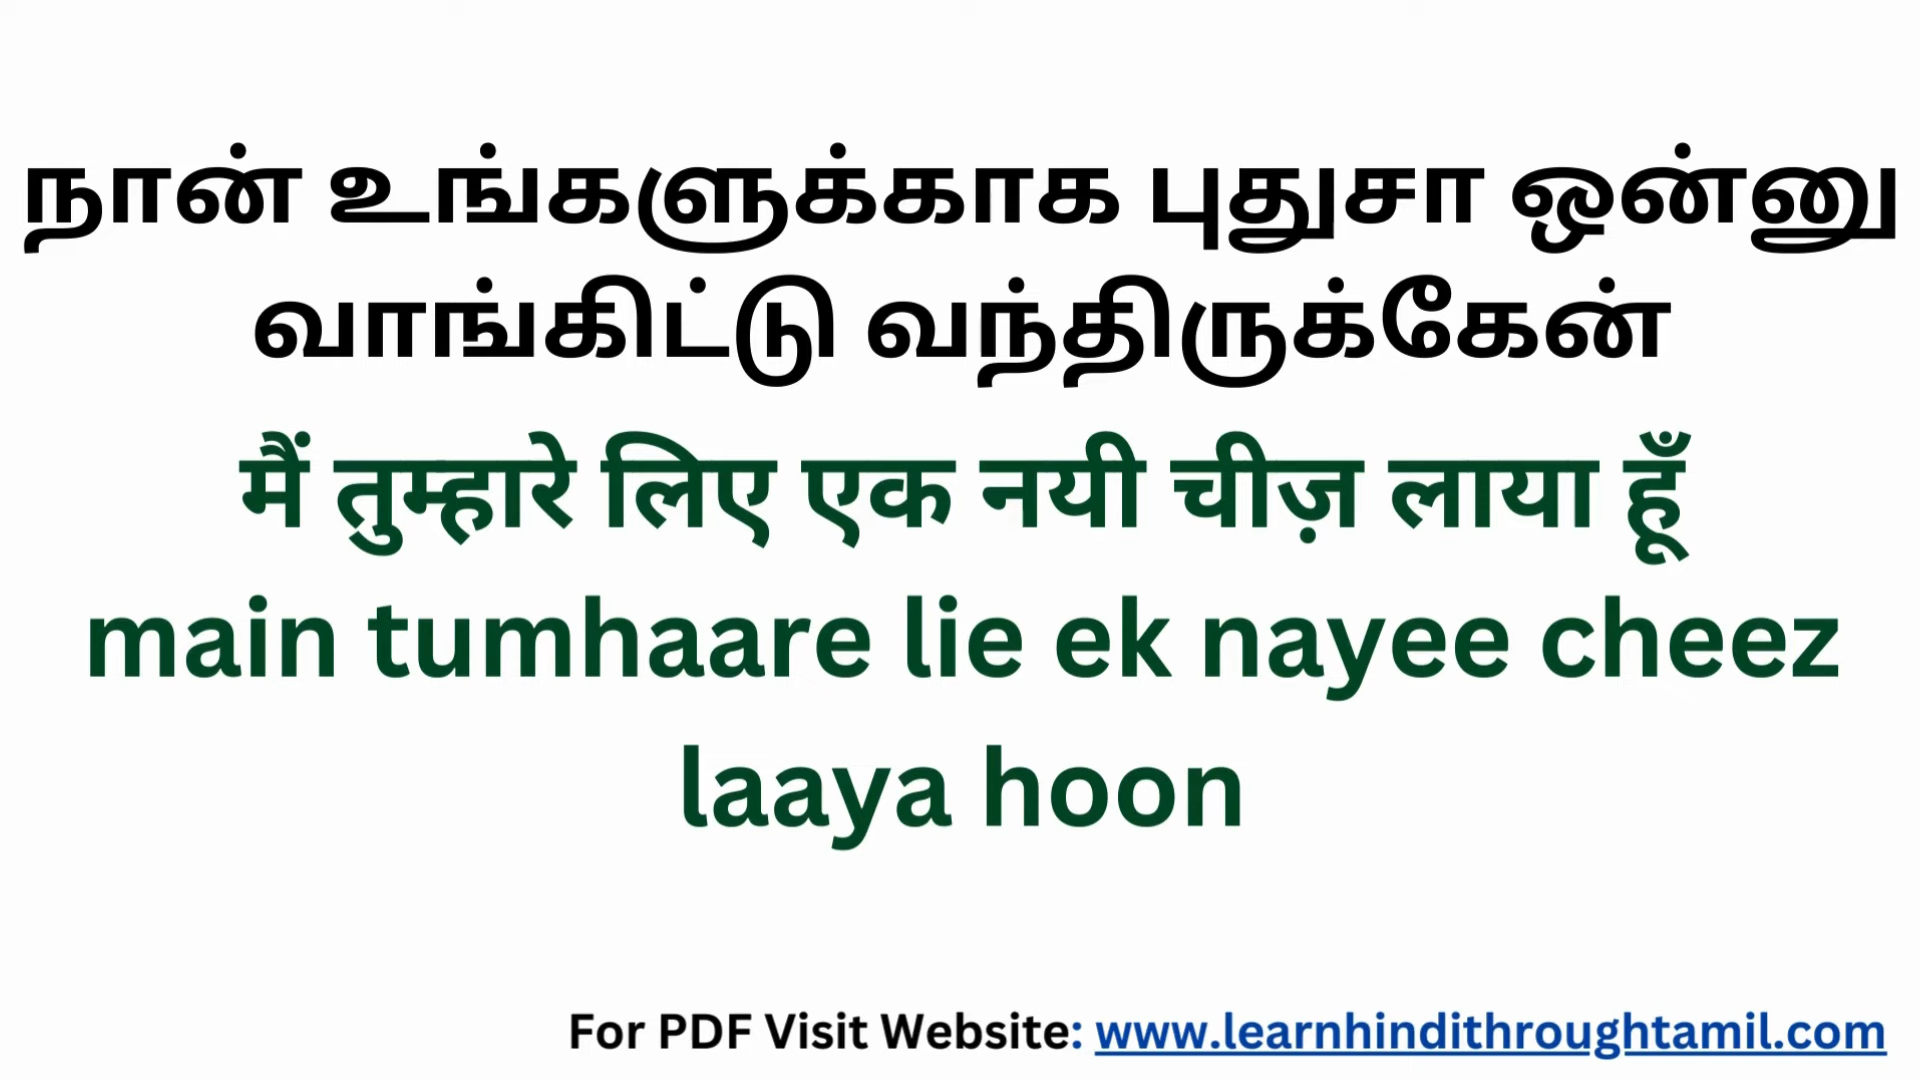 நான் உங்களுக்காக புதுசா ஒன்னு
வாங்கிட்டு வந்திருக்கேன்
मैं तुम्हारे लिए एक नयी चीज़ लाया हूँ
main tumhaare lie ek nayee cheez
laaya hoon
For PDF Visit Website: www.learnhindithroughtamil.com